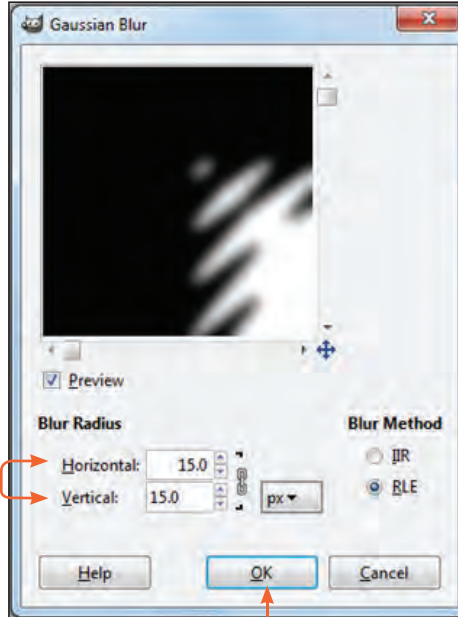 Gaussian Blur
Preview
Blur Radius
Blur Method
Horizontal: 15.0
IIR
Vertical: 15.0 px
RLE
Help OK Cancel